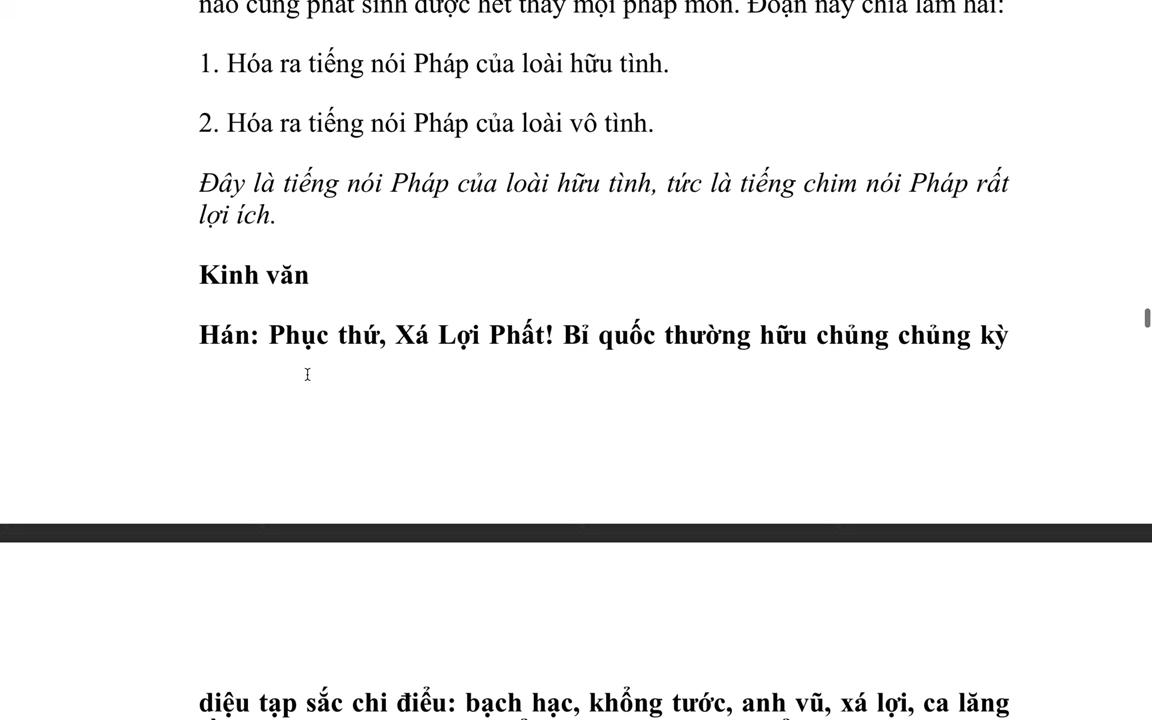 nào cũng phát sinh được hết thảy mọi pháp môn. Đoạn này chia làm hai:
1. Hóa ra tiếng nói Pháp của loài hữu tình.
2. Hóa ra tiếng nói Pháp của loài vô tình.
Đây là tiếng nói Pháp của loài hữu tình, tức là tiếng chim nói Pháp rất
lợi ích.
Kinh văn
Hán: Phục thứ, Xá Lợi Phất! Bỉ quốc thường hữu chủng chủng kỳ
diệu tạp sắc chi điểu: bạch hạc, khổng tước, anh vũ, xá lợi, ca lăng